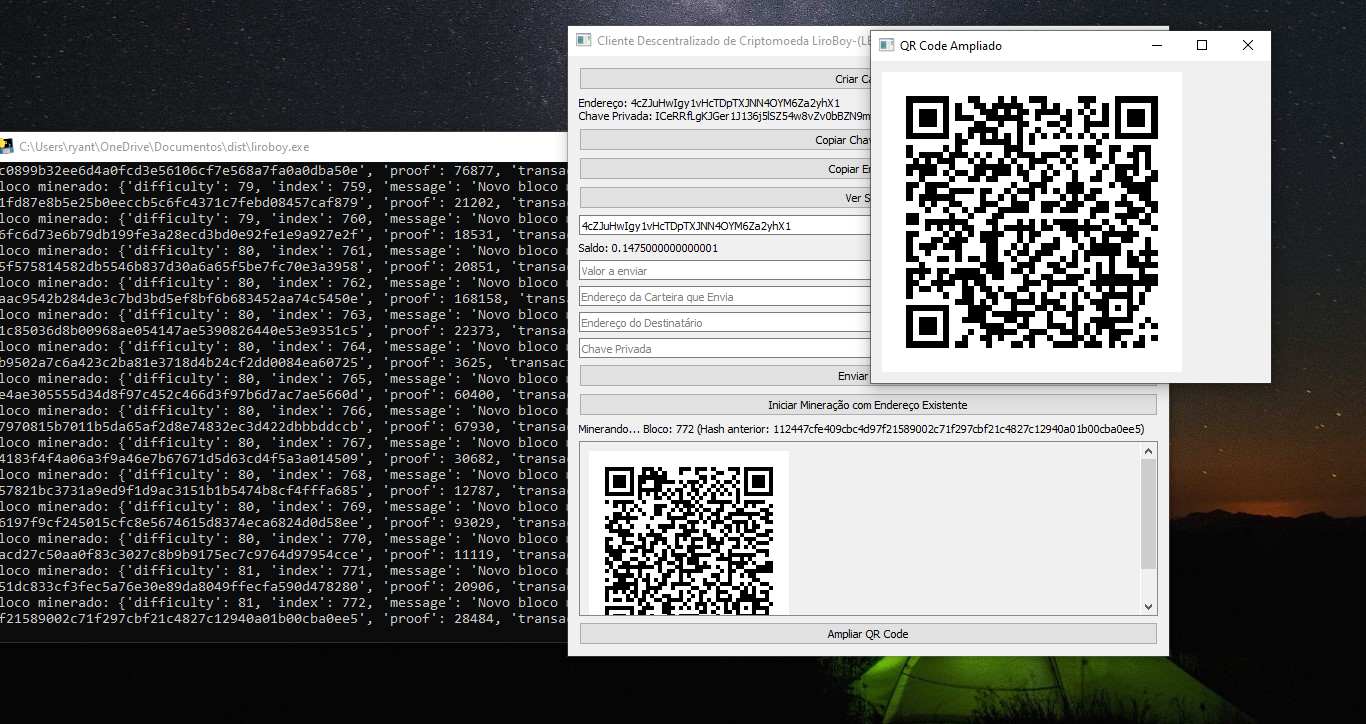 C:\Users\ryant\OneDrive\Documentos\dist\liroboy.exe
c0899b32ee6d4a0fcd3e56106cf7e568a7fa0a0dba50e', 'proof': 76877, 'transa
loco minerado: {'difficulty': 79, 'index': 759, 'message': 'Novo bloco
1fd87e8b5e25b0eeccb5c6fc4371c7febd08457caf879', 'proof': 21202, 'transa
loco minerado: {'difficulty': 79, 'index': 760, 'message': 'Novo bloco
6fc6d73e6b79db199fe3a28ecd3bd0e92fe1e9a927e2f', 'proof': 18531, 'transa
loco minerado: {'difficulty': 80, 'index': 761, 'message': 'Novo bloco
5f575814582db5546b837d30a6a65f5be7fc70e3a3958', 'proof': 20851, 'transa
loco minerado: {'difficulty': 80, 'index': 762, 'message': 'Novo bloco
aac9542b284de3c7bd3bd5ef8bf6b683452aa74c5450e', 'proof': 168158, 'trans
loco minerado: {'difficulty': 80, 'index': 763, 'message': 'Novo bloco
1c85036d8b00968ae054147ae5390826440e53e9351c5', 'proof': 22373, 'transa
loco minerado: {'difficulty': 80, 'index': 764, 'message': 'Novo bloco
b9502a7c6a423c2ba81e3718d4b24cf2dd0084ea60725', 'proof': 3625, 'transac
loco minerado: {'difficulty': 80, 'index': 765, 'message': 'Novo bloco
e4ae305555d34d8f97c452c466d3f97b6d7ac7ae5660d', 'proof': 60400, 'transa
loco minerado: {'difficulty': 80, 'index': 766, 'message': 'Novo bloco
7970815b7011b5da65af2d8e74832ec3d422dbbbddccb', 'proof': 67930, 'transa
loco minerado: {'difficulty': 80, 'index': 767, 'message': 'Novo bloco
4183f4f4a06a3f9a46e7b67671d5d63cd4f5a3a014509', 'proof': 30682, 'transa
loco minerado: {'difficulty': 80, 'index': 768, 'message': 'Novo bloco
57821bc3731a9ed9f1d9ac3151b1b5474b8cf4fffa685', 'proof': 12787, 'transa
loco minerado: {'difficulty': 80, 'index': 769, 'message': 'Novo bloco
6197f9cf245015cfc8e5674615d8374eca6824d0d58ee', 'proof': 93029, 'transa
loco minerado: {'difficulty': 80, 'index': 770, 'message': 'Novo bloco
acd27c50aa0f83c3027c8b9b9175ec7c9764d97954cce', 'proof': 11119, 'transa
loco minerado: {'difficulty': 81, 'index': 771, 'message': 'Novo bloco
51dc833cf3fec5a76e30e89da8049ffecfa590d478280', 'proof': 20906, 'transa
loco minerado: {'difficulty': 81, 'index': 772, 'message': 'Novo bloco
f21589002c71f297cbf21c4827c12940a01b00cba0ee5', 'proof': 28484, 'transa
Cliente Descentralizado de Criptomoeda LiroBoy-(LB
Criar Ca
Endereço: 4cZJuHwIgy1vHcTDpTXJNN4OYM6Za2yhX1
Chave Privada: ICeRRfLgKJGer1J136j5lSZ54w8vZv0bBZN9m
Copiar Chav
Copiar En
Ver S
4cZJuHwIgy1vHcTDpTXJNN4OYM6Za2yhX1
Saldo: 0.1475000000000001
Valor a enviar
Endereço da Carteira que Envia
Endereço do Destinatário
Chave Privada
Enviar
Iniciar Mineração com Endereço Existente
Minerando... Bloco: 772 (Hash anterior: 112447cfe409cbc4d97f21589002c71f297cbf21c4827c12940a01b00cba0ee5)
Ampliar QR Code
QR Code Ampliado